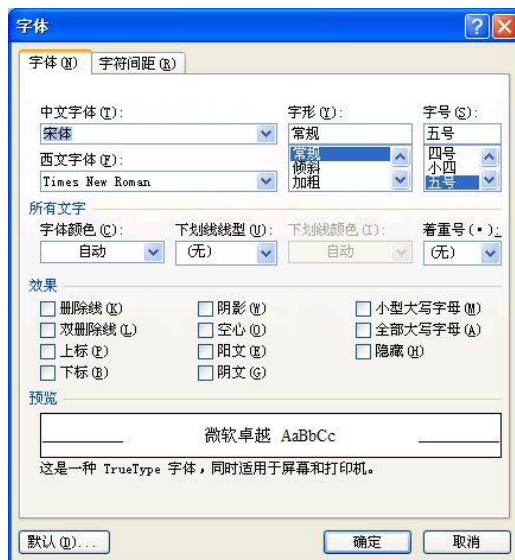 字体
字体(N) 字符间距(R)
中文字体(T): 字形(Y): 字号(S):
宋体 常规 五号
常规 四号
倾斜 小四
加粗 五号
西文字体(F):
Times New Roman
所有文字
字体颜色(C): 下划线线型(U): 下划线颜色(I): 着重号(·):
自动 (无) 自动 (无)
效果
删除线(K) 阴影(W) 小型大写字母(M)
双删除线(L) 空心(O) 全部大写字母(A)
上标(P) 阳文(E) 隐藏(H)
下标(B) 阴文(G)
预览
微软卓越 AaBbCc
这是一种 TrueType 字体，同时适用于屏幕和打印机。
默认(D)... 确定 取消